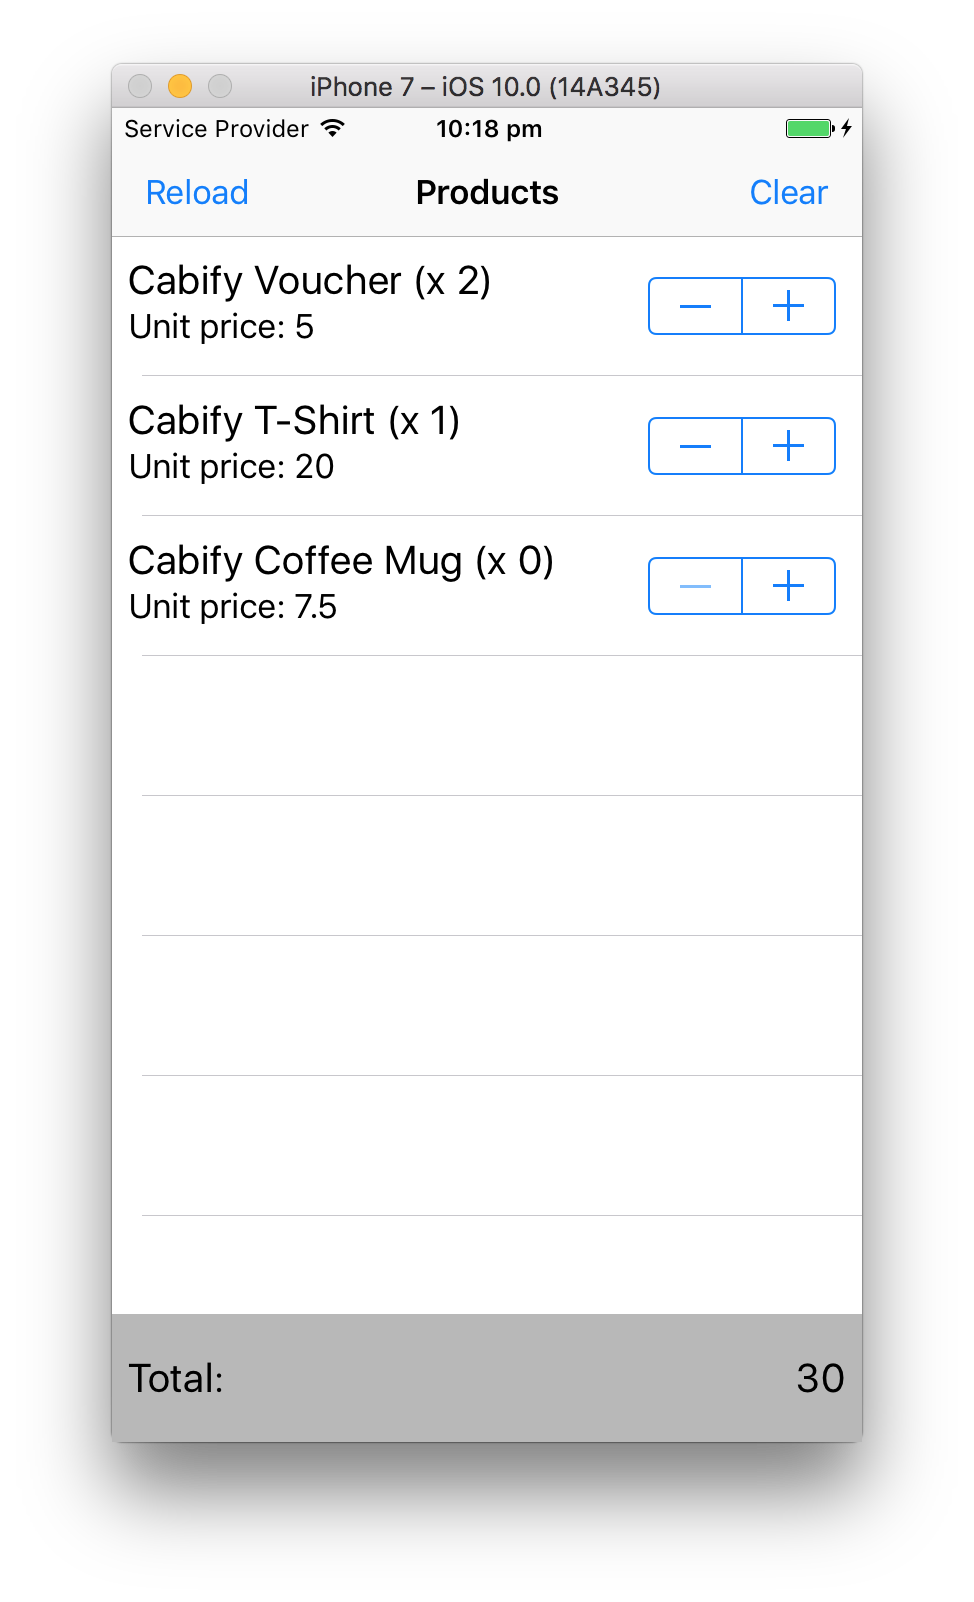 iPhone 7 – iOS 10.0 (14A345)
Service Provider 10:18 pm
Reload Products Clear
Cabify Voucher (x 2)
Unit price: 5
Cabify T-Shirt (x 1)
Unit price: 20
Cabify Coffee Mug (x 0)
Unit price: 7.5
Total: 30